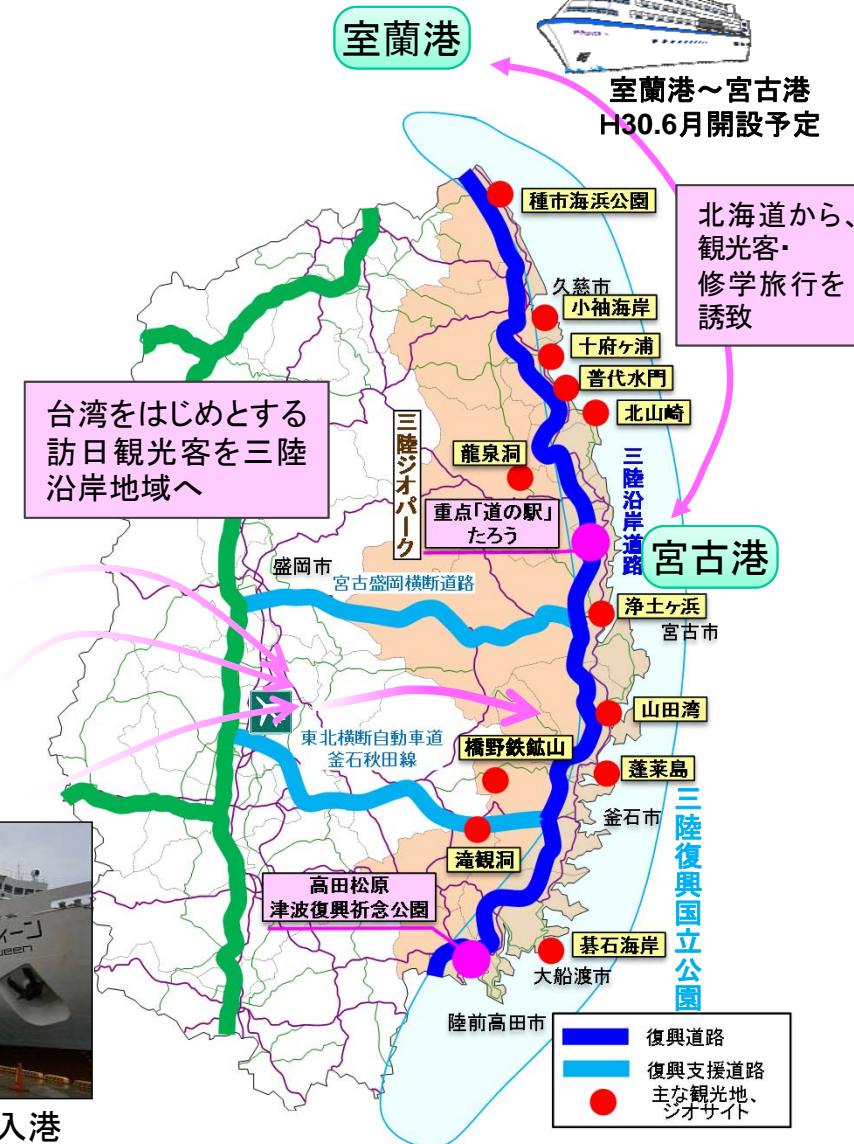 室蘭港
室蘭港~宮古港
H30.6月開設予定
種市海浜公園
北海道から、
観光客・
修学旅行を
誘致
久慈市
小袖海岸
十府ヶ浦
普代水門
北山崎
台湾をはじめとする
訪日観光客を三陸
沿岸地域へ
三陸ジオパーク
龍泉洞
三陸沿岸道路
重点「道の駅」
たろう
宮古港
盛岡市
宮古盛岡横断道路
浄土ヶ浜
宮古市
山田湾
東北横断自動車道
釜石秋田線
橋野鉄鉱山
蓬莱島
釜石市
三陸復興国立公園
滝観洞
高田松原
津波復興祈念公園
碁石海岸
大船渡市
陸前高田市
復興道路
復興支援道路
主な観光地、
ジオサイト
ィーン
ueen
入港